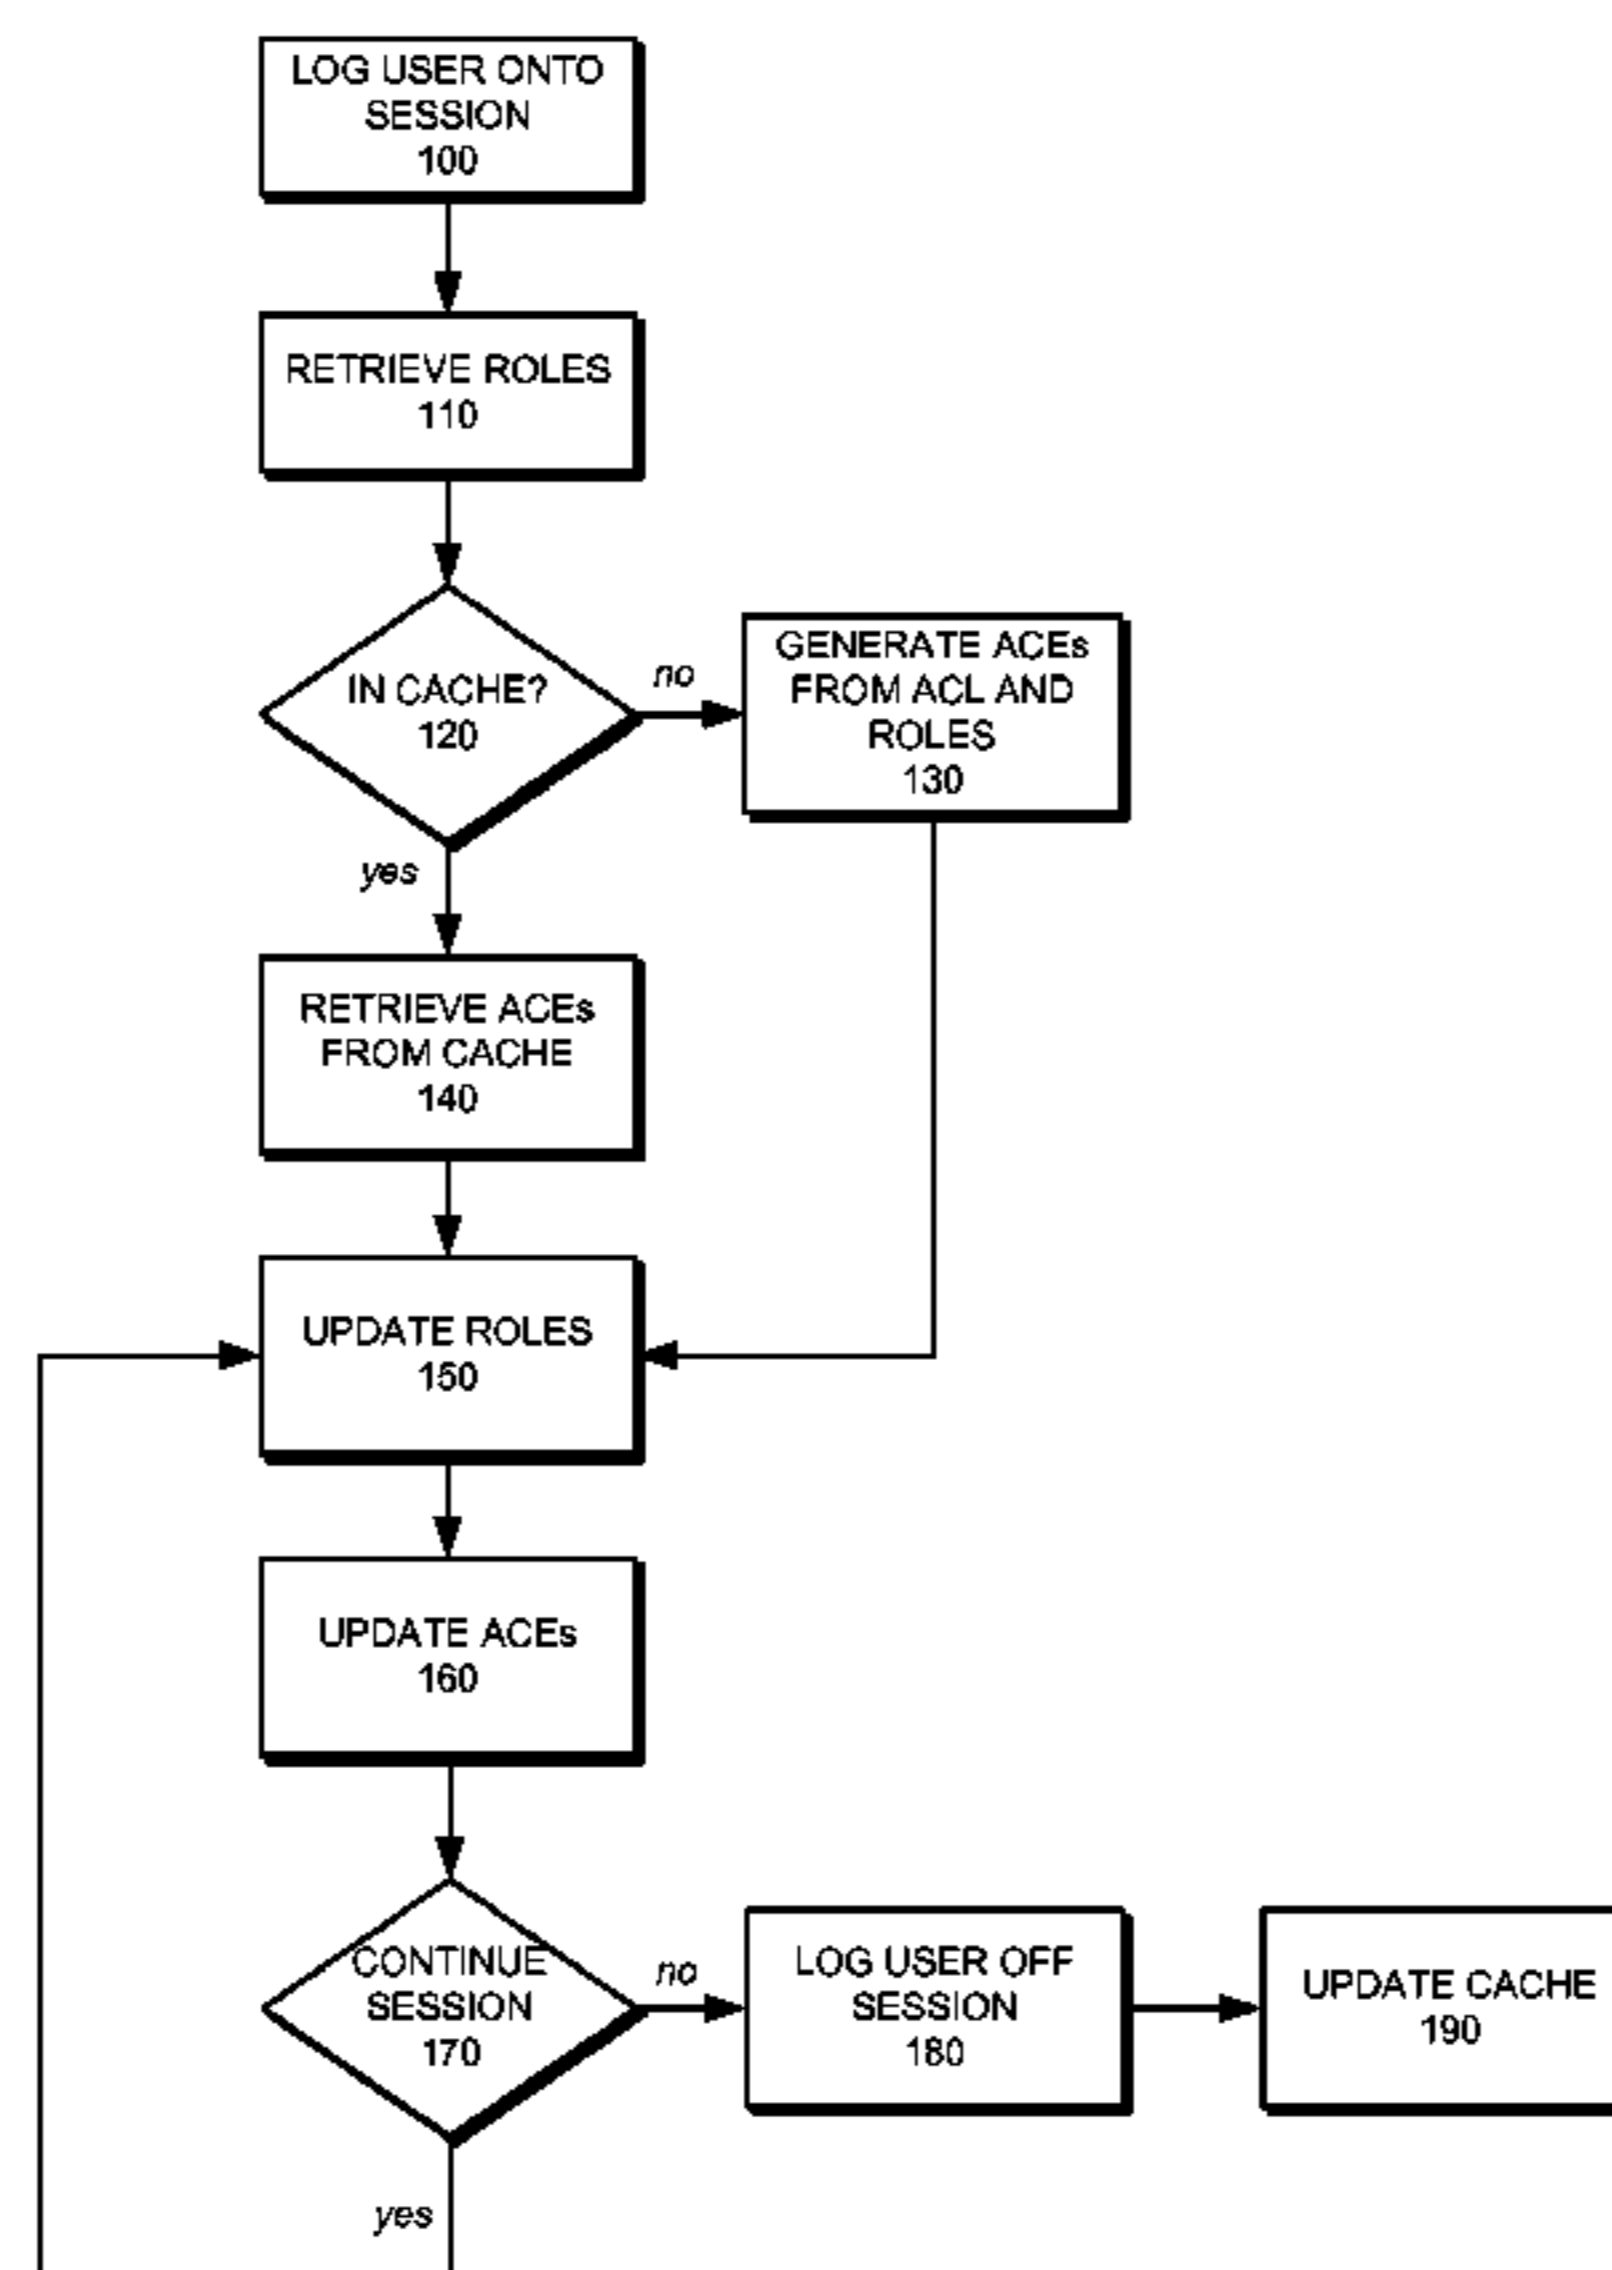 LOG USER ONTO
SESSION
100
RETRIEVE ROLES
110
IN CACHE?
120
no
GENERATE ACEs
FROM ACL AND
ROLES
130
yes
RETRIEVE ACEs
FROM CACHE
140
UPDATE ROLES
150
UPDATE ACEs
160
CONTINUE
SESSION
170
no
LOG USER OFF
SESSION
180
UPDATE CACHE
190
yes